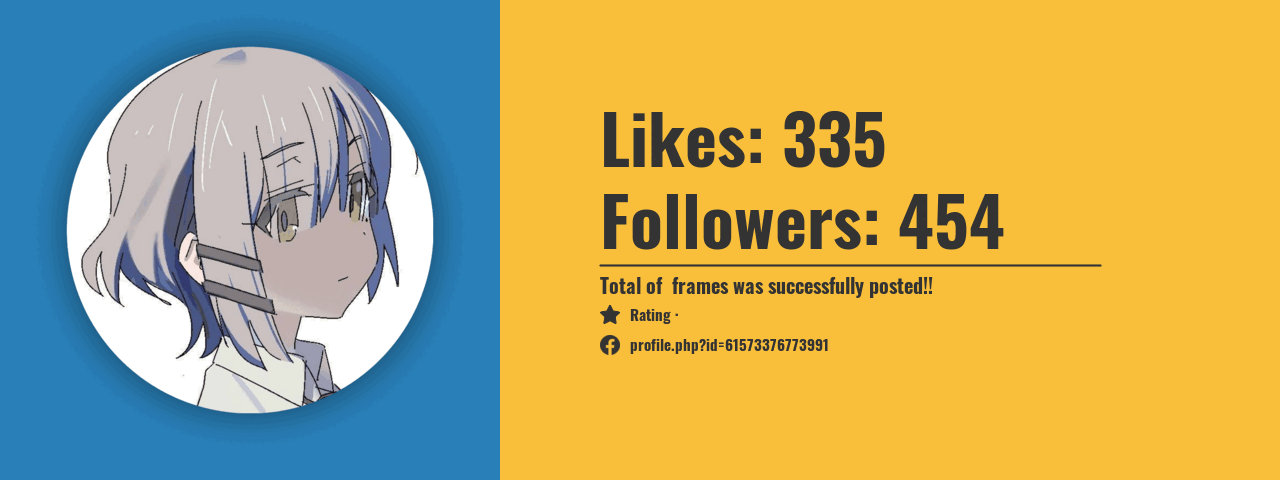 Likes: 335
Followers: 454
Total of  frames was successfully posted!!
Rating ·
profile.php?id=61573376773991